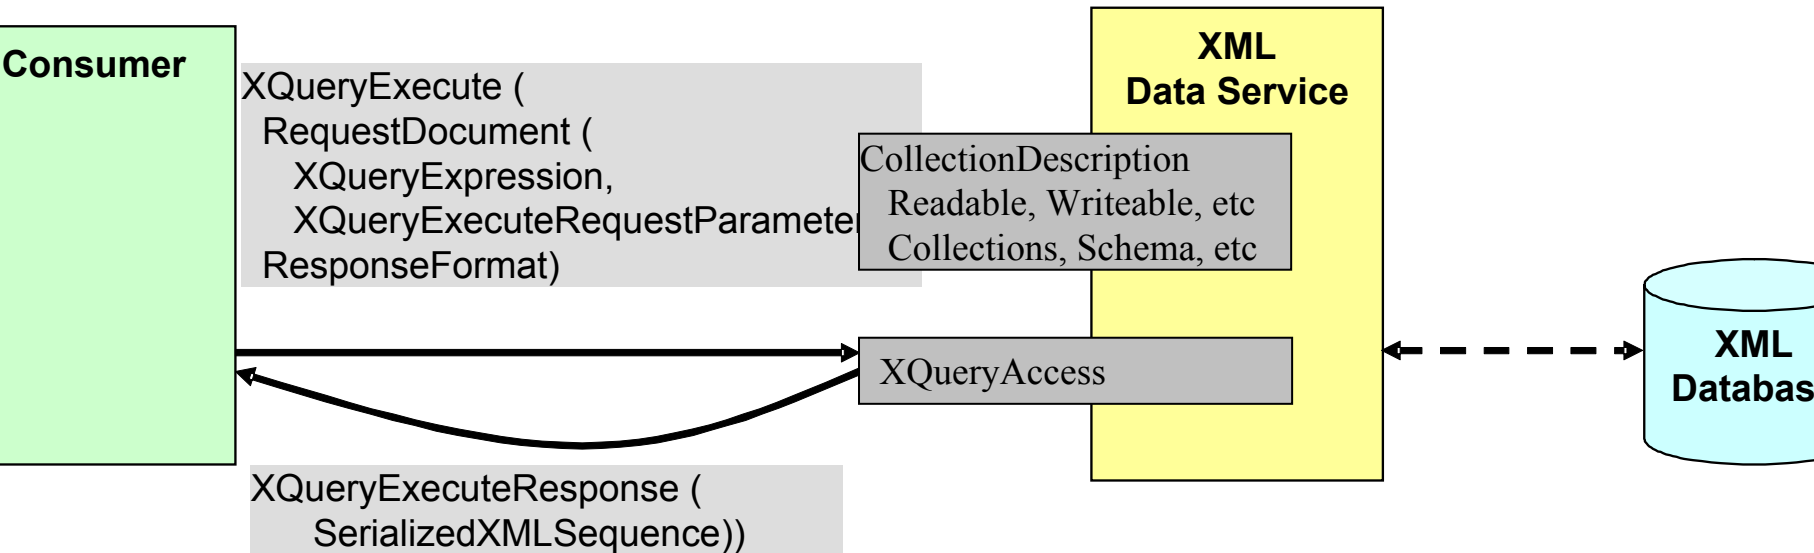 Consumer
XQueryExecute (
RequestDocument (
XQueryExpression,
XQueryExecuteRequestParameter
ResponseFormat)
XML
Data Service
CollectionDescription
Readable, Writeable, etc
Collections, Schema, etc
XQueryAccess
XML
Databas
XQueryExecuteResponse (
SerializedXMLSequence))